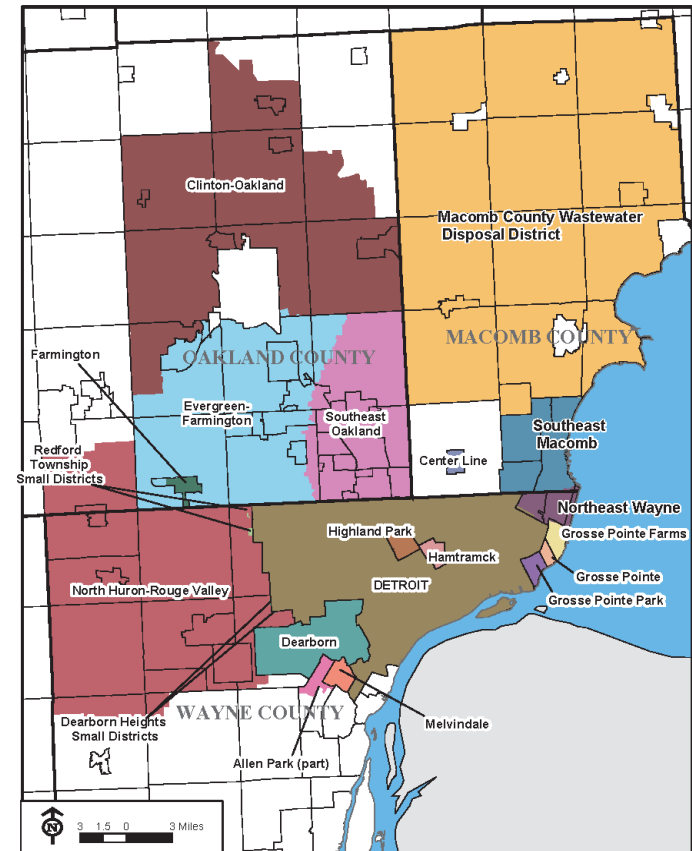 Clinton-Oakland
Macomb County Wastewater
Disposal District
MACOMB COUNTY
Farmington
OAKLAND COUNTY
Evergreen-
Farmington
Southeast
Oakland
Redford
Township
Small Districts
Center Line
Southeast
Macomb
Northeast Wayne
Highland Park
Grosse Pointe Farms
Hamtramck
Grosse Pointe
North Huron-Rouge Valley
DETROIT
Grosse Pointe Park
Dearborn
Dearborn Heights
Small Districts
WAYNE COUNTY
Melvindale
Allen Park (part)
N
3 1.5 0 3 Miles